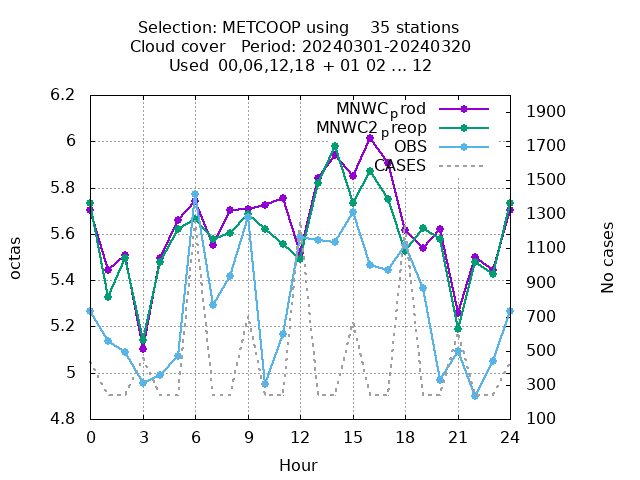 Selection: METCOOP using    35 stations
Cloud cover   Period: 20240301-20240320
Used  00,06,12,18  + 01 02 ... 12
MNWC_prod
MNWC2_preop
OBS
CASES
6.2
6
5.8
5.6
5.4
5.2
5
4.8
octas
1900
1700
1500
1300
1100
900
700
500
300
100
No cases
0 3 6 9 12 15 18 21 24
Hour